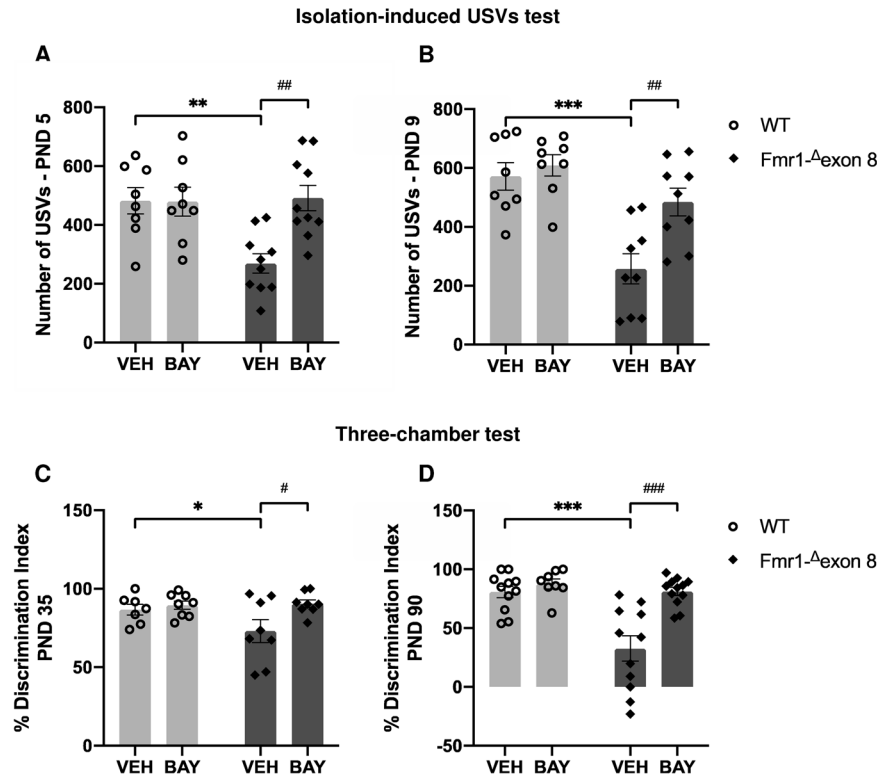 Isolation-induced USVs test
A
B
Number of USVs - PND 5
800
600
400
200
0
**
##
VEH BAY VEH BAY
Number of USVs - PND 9
800
600
400
200
0
***
##
VEH BAY VEH BAY
WT
Fmr1-Δexon 8
Three-chamber test
C
D
% Discrimination Index
PND 35
150
100
50
0
*
#
VEH BAY VEH BAY
% Discrimination Index
PND 90
150
100
50
0
-50
***
###
VEH BAY VEH BAY
WT
Fmr1-Δexon 8